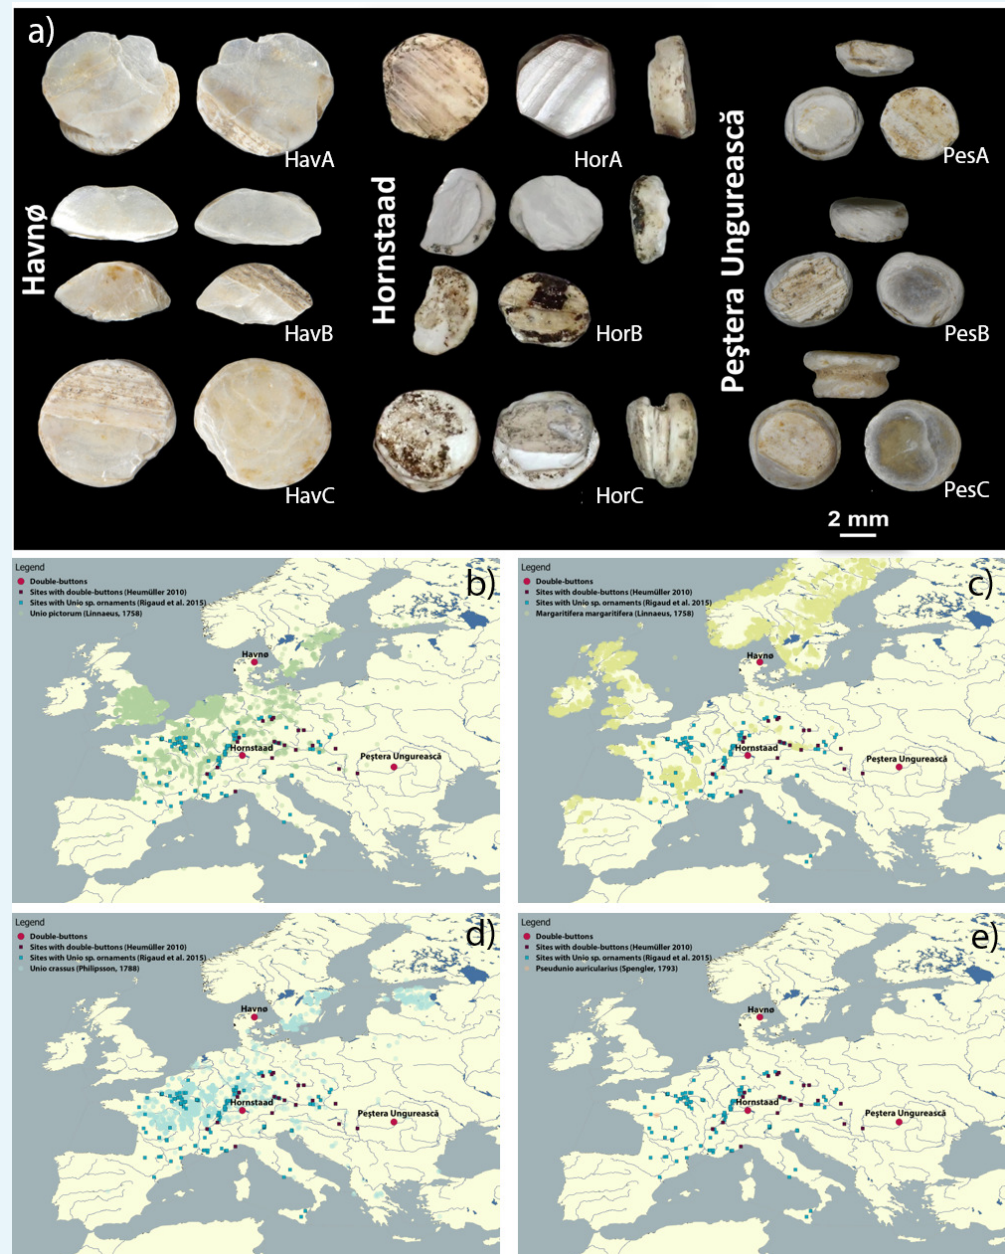 a)
Havnø
HavA
HavB
HavC
Hornstaad
HorA
HorB
HorC
Peştera Ungurească
PesA
PesB
PesC
2 mm
b)
Legend
Double-buttons
Sites with double-buttons (Heumüller 2010)
Sites with Unio sp. ornaments (Rigaud et al. 2015)
Unio pictorum (Linnaeus, 1758)
Havnø
Hornstaad
Peştera Ungurească
c)
Legend
Double-buttons
Sites with double-buttons (Heumüller 2010)
Sites with Unio sp. ornaments (Rigaud et al. 2015)
Margaritifera margaritifera (Linnaeus, 1758)
Havnø
Hornstaad
Peştera Ungurească
d)
Legend
Double-buttons
Sites with double-buttons (Heumüller 2010)
Sites with Unio sp. ornaments (Rigaud et al. 2015)
Unio crassus (Philipsson, 1788)
Havnø
Hornstaad
Peştera Ungurească
e)
Legend
Double-buttons
Sites with double-buttons (Heumüller 2010)
Sites with Unio sp. ornaments (Rigaud et al. 2015)
Pseudunio auricularius (Spengler, 1793)
Havnø
Hornstaad
Peştera Ungurească